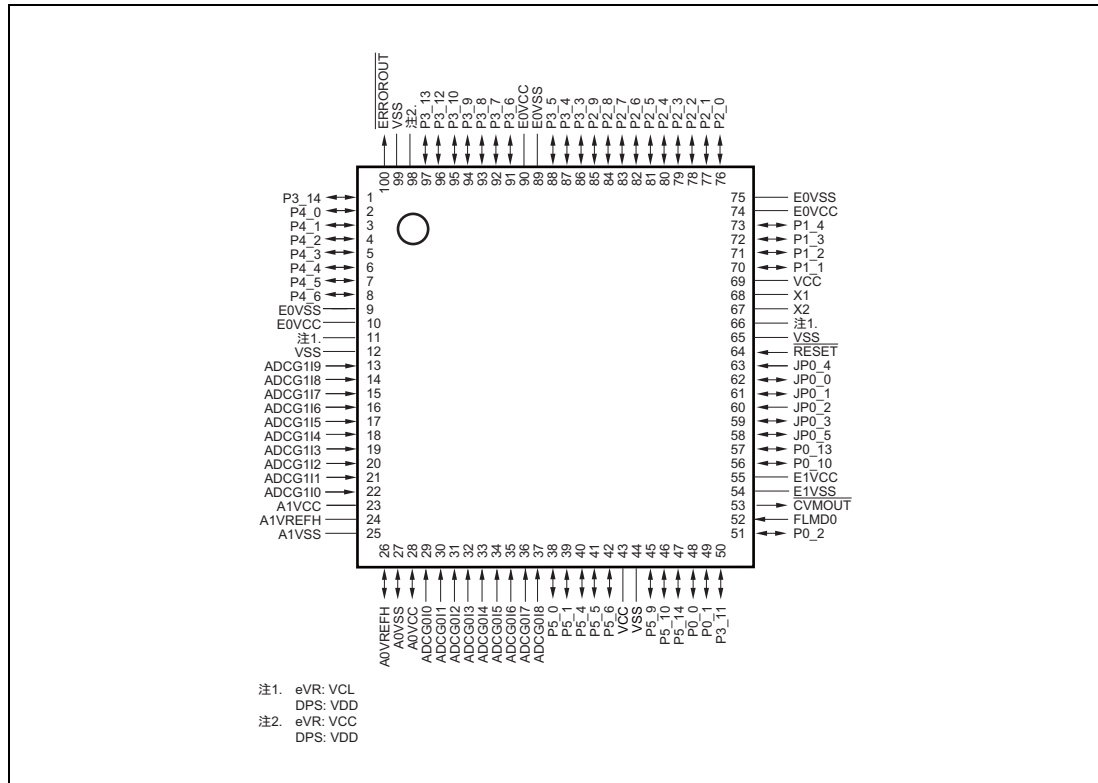 ERROROUT
VSS
注2.
P3_13
P3_12
P3_10
P3_9
P3_8
P3_7
P3_6
E0VCC
E0VSS
P3_5
P3_4
P3_3
P2_9
P2_8
P2_7
P2_6
P2_5
P2_4
P2_3
P2_2
P2_1
P2_0
100
99
98
97
96
95
94
93
92
91
90
89
88
87
86
85
84
83
82
81
80
79
78
77
76
P3_14 1
P4_0 2
P4_1 3
P4_2 4
P4_3 5
P4_4 6
P4_5 7
P4_6 8
E0VSS 9
E0VCC 10
注1. 11
VSS 12
ADCG1I9 13
ADCG1I8 14
ADCG1I7 15
ADCG1I6 16
ADCG1I5 17
ADCG1I4 18
ADCG1I3 19
ADCG1I2 20
ADCG1I1 21
ADCG1I0 22
A1VCC 23
A1VREFH 24
A1VSS 25
75 E0VSS
74 E0VCC
73 P1_4
72 P1_3
71 P1_2
70 P1_1
69 VCC
68 X1
67 X2
66 注1.
65 VSS
64 RESET
63 JP0_4
62 JP0_0
61 JP0_1
60 JP0_2
59 JP0_3
58 JP0_5
57 P0_13
56 P0_10
55 E1VCC
54 E1VSS
53 CVMOUT
52 FLMD0
51 P0_2
26
27
28
29
30
31
32
33
34
35
36
37
38
39
40
41
42
43
44
45
46
47
48
49
50
A0VREFH
A0VSS
A0VCC
ADCG0I0
ADCG0I1
ADCG0I2
ADCG0I3
ADCG0I4
ADCG0I5
ADCG0I6
ADCG0I7
ADCG0I8
P5_0
P5_1
P5_4
P5_5
P5_6
VCC
VSS
P5_9
P5_10
P5_14
P0_0
P0_1
P3_11
注1. eVR: VCL
DPS: VDD
注2. eVR: VCC
DPS: VDD